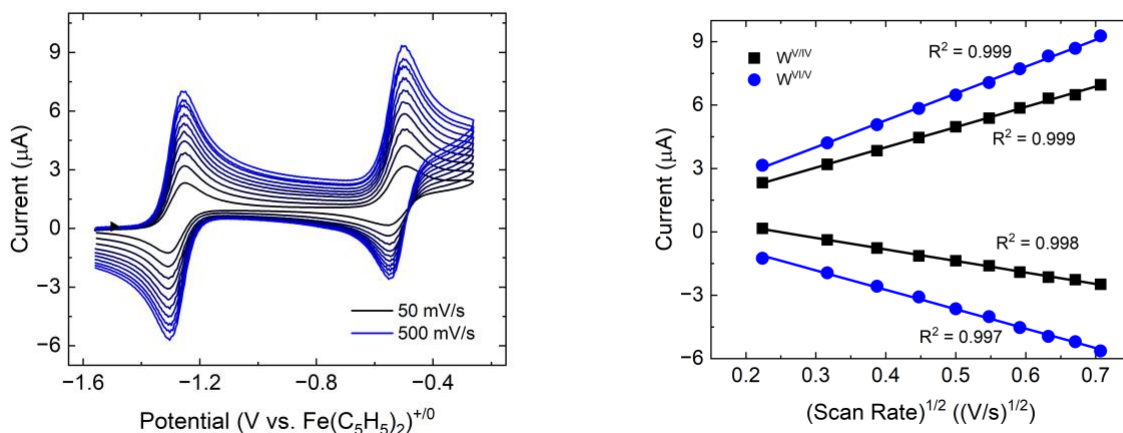 9
6
3
0
−3
−6
Current (μA)
50 mV/s
500 mV/s
−1.6 −1.2 −0.8 −0.4
Potential (V vs. Fe(C₅H₅)₂)⁺ᐟ⁰
9
6
3
0
−3
−6
Current (μA)
W^V/IV
W^VI/V
R² = 0.999
R² = 0.999
R² = 0.998
R² = 0.997
0.2 0.3 0.4 0.5 0.6 0.7
(Scan Rate)^1/2 ((V/s)^1/2)